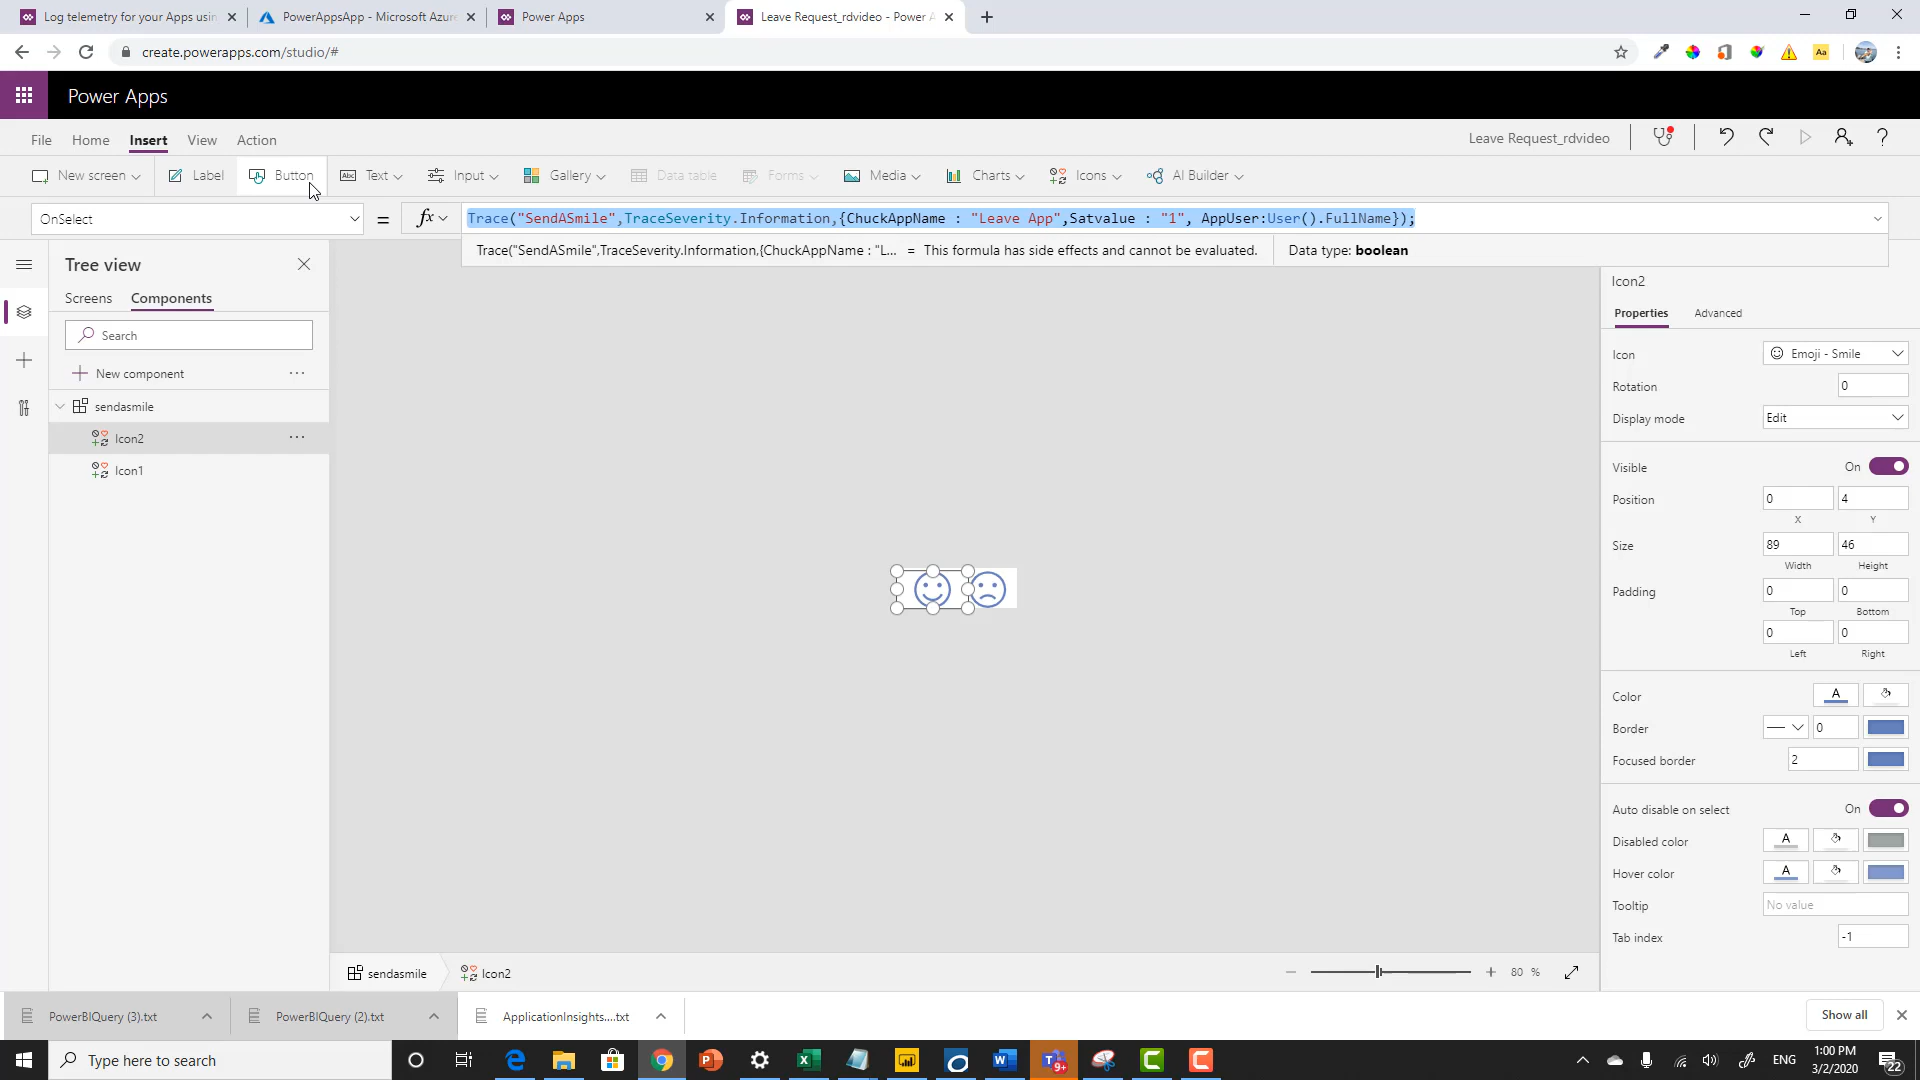 Log telemetry for your Apps usin
PowerAppsApp - Microsoft Azure
Power Apps
Leave Request_rdvideo - Power A
create.powerapps.com/studio/#
Aa
Power Apps
File Home Insert View Action
Leave Request_rdvideo
New screen Label Button Text Input Gallery Data table Forms Media Charts Icons AI Builder
OnSelect = fx Trace("SendASmile",TraceSeverity.Information,{ChuckAppName : "Leave App",Satvalue : "1", AppUser:User().FullName});
Trace("SendASmile",TraceSeverity.Information,{ChuckAppName : "L... = This formula has side effects and cannot be evaluated. Data type: boolean
Tree view
Screens Components
Search
New component
sendasmile
Icon2
Icon1
Icon2
Properties Advanced
Icon Emoji - Smile
Rotation 0
Display mode Edit
Visible On
Position 0 4
X Y
Size 89 46
Width Height
Padding 0 0
Top Bottom
0 0
Left Right
Color
Border 0
Focused border 2
Auto disable on select On
Disabled color
Hover color
Tooltip No value
Tab index -1
sendasmile Icon2
80 %
PowerBIQuery (3).txt
PowerBIQuery (2).txt
ApplicationInsights....txt
Show all
Type here to search
9+
ENG
1:00 PM
3/2/2020
22